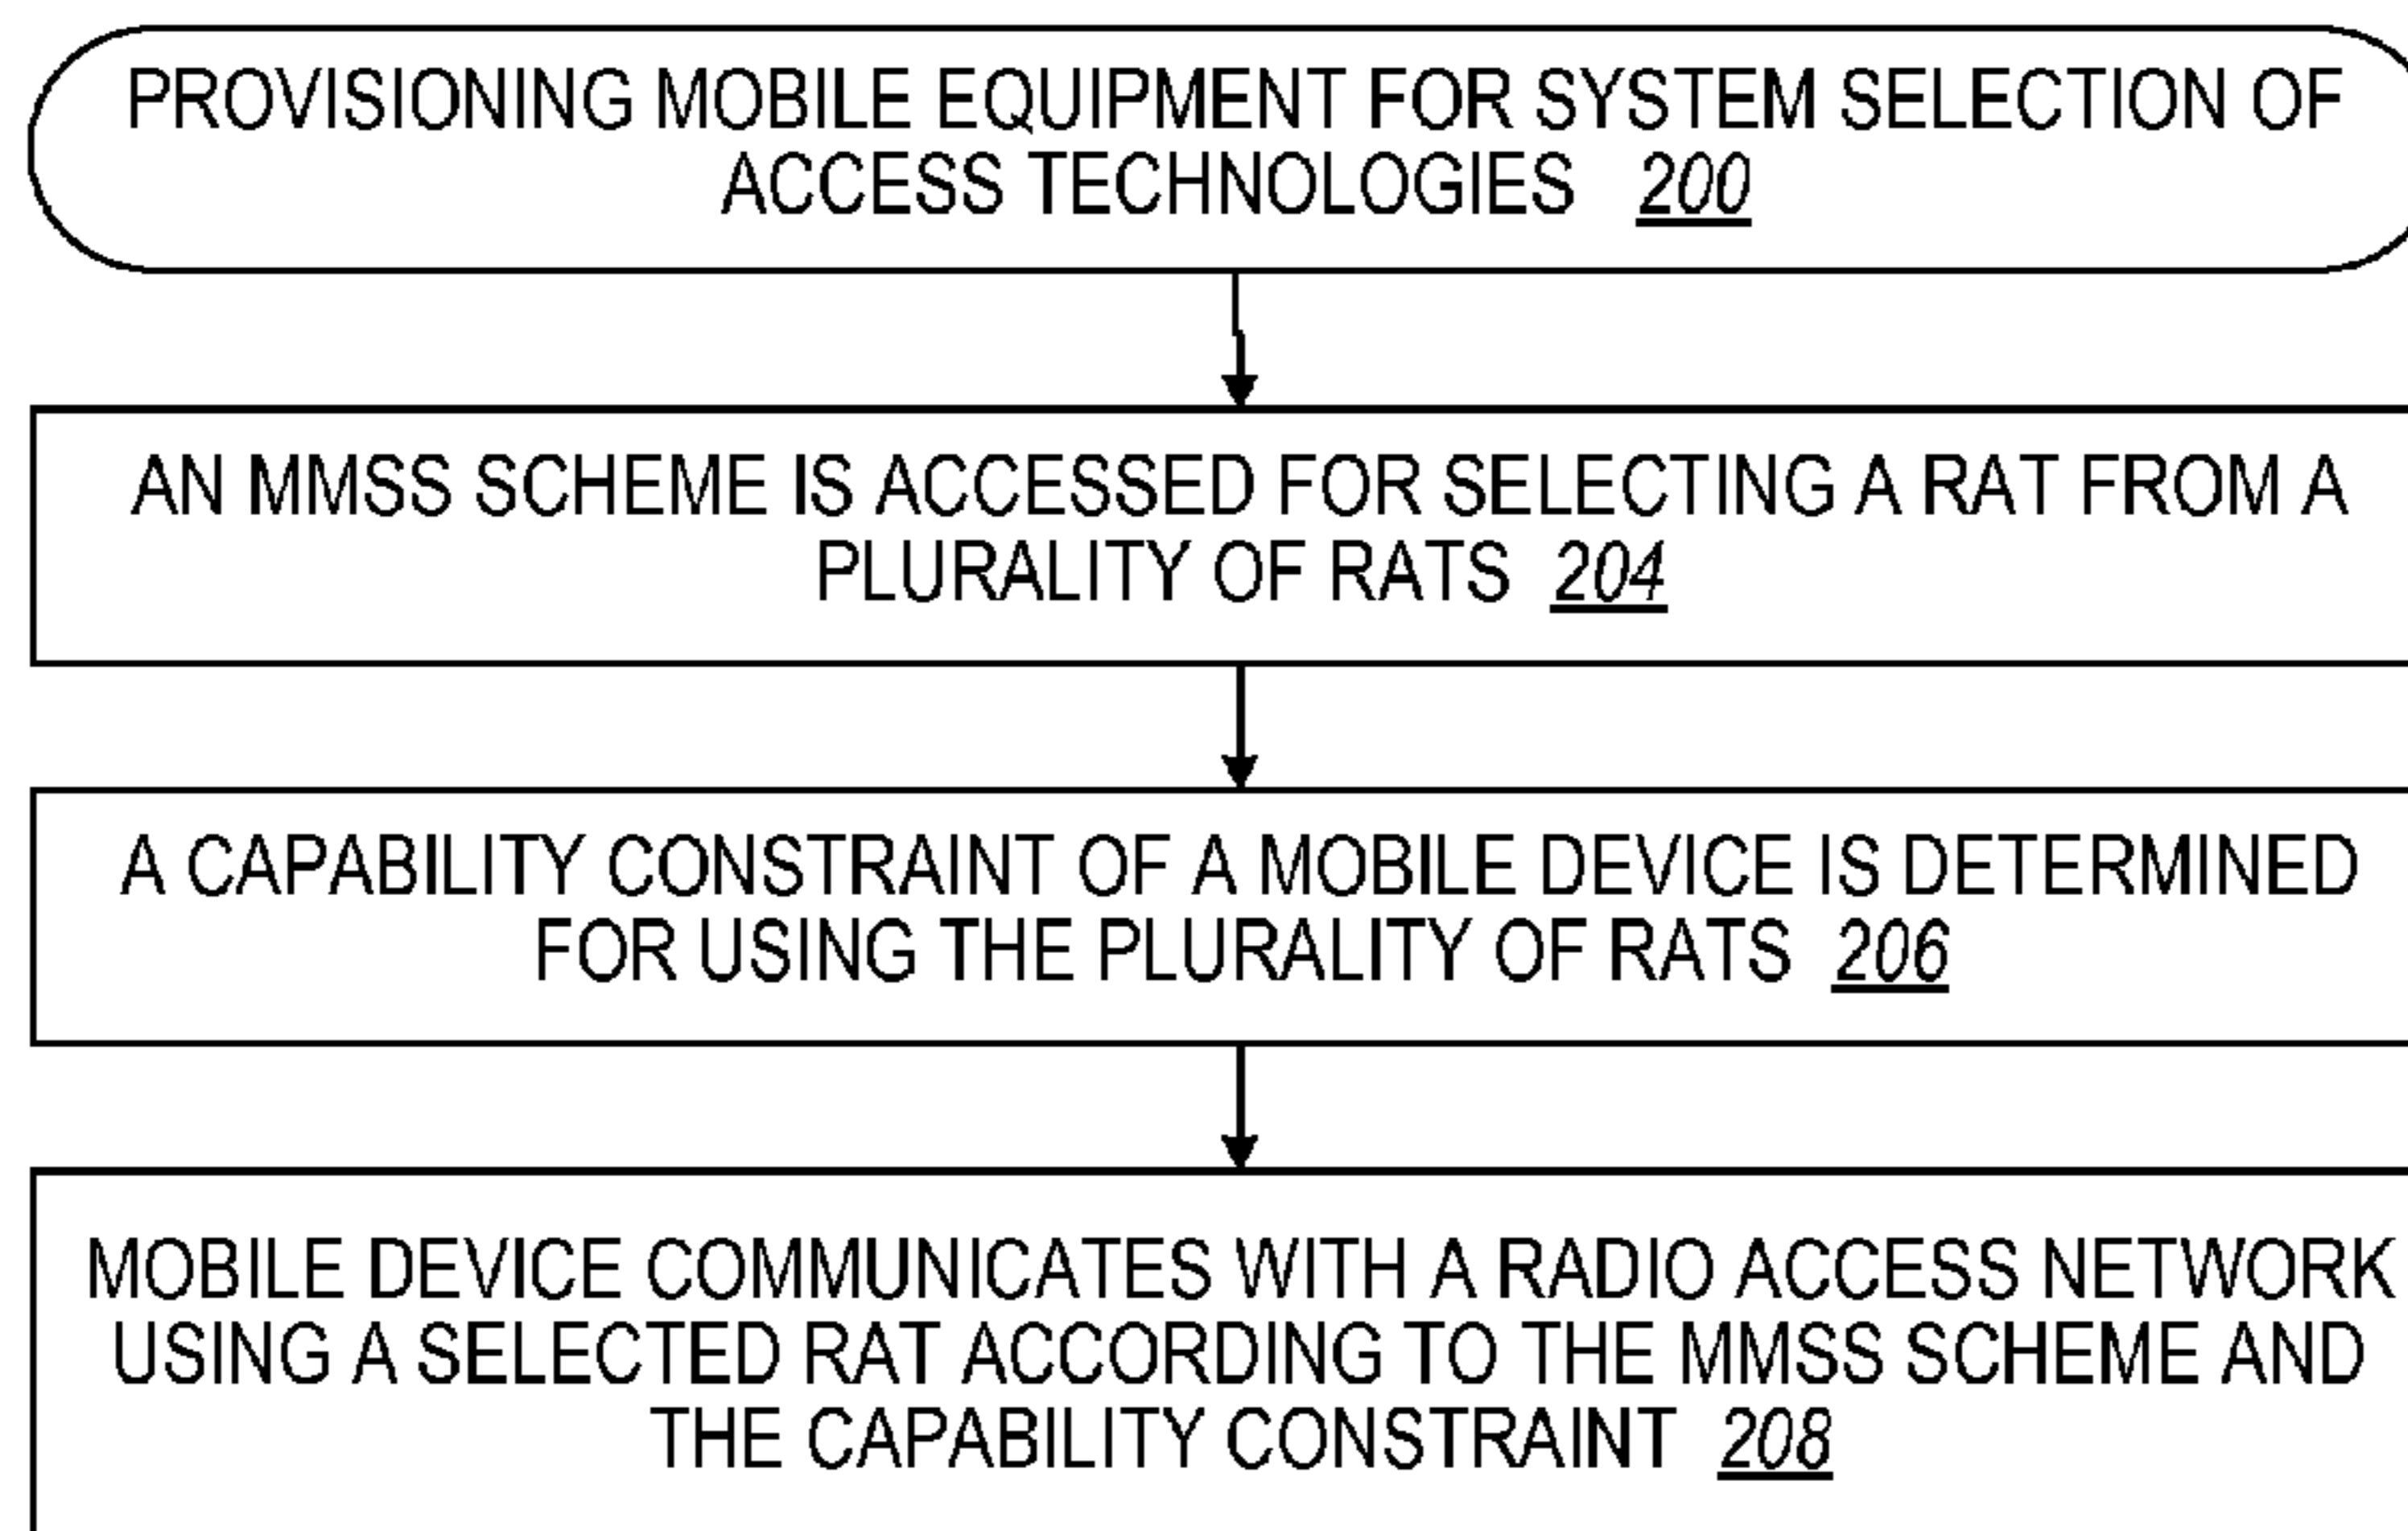 PROVISIONING MOBILE EQUIPMENT FOR SYSTEM SELECTION OF
ACCESS TECHNOLOGIES 200
AN MMSS SCHEME IS ACCESSED FOR SELECTING A RAT FROM A
PLURALITY OF RATS 204
A CAPABILITY CONSTRAINT OF A MOBILE DEVICE IS DETERMINED
FOR USING THE PLURALITY OF RATS 206
MOBILE DEVICE COMMUNICATES WITH A RADIO ACCESS NETWORK
USING A SELECTED RAT ACCORDING TO THE MMSS SCHEME AND
THE CAPABILITY CONSTRAINT 208